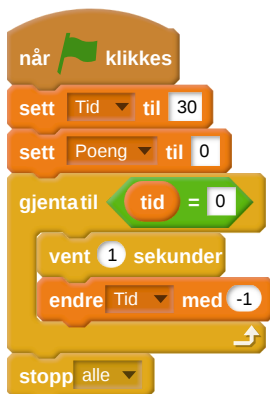 når klikkes
sett Tid til 30
sett Poeng til 0
gjenta til tid = 0
vent 1 sekunder
endre Tid med -1
stopp alle